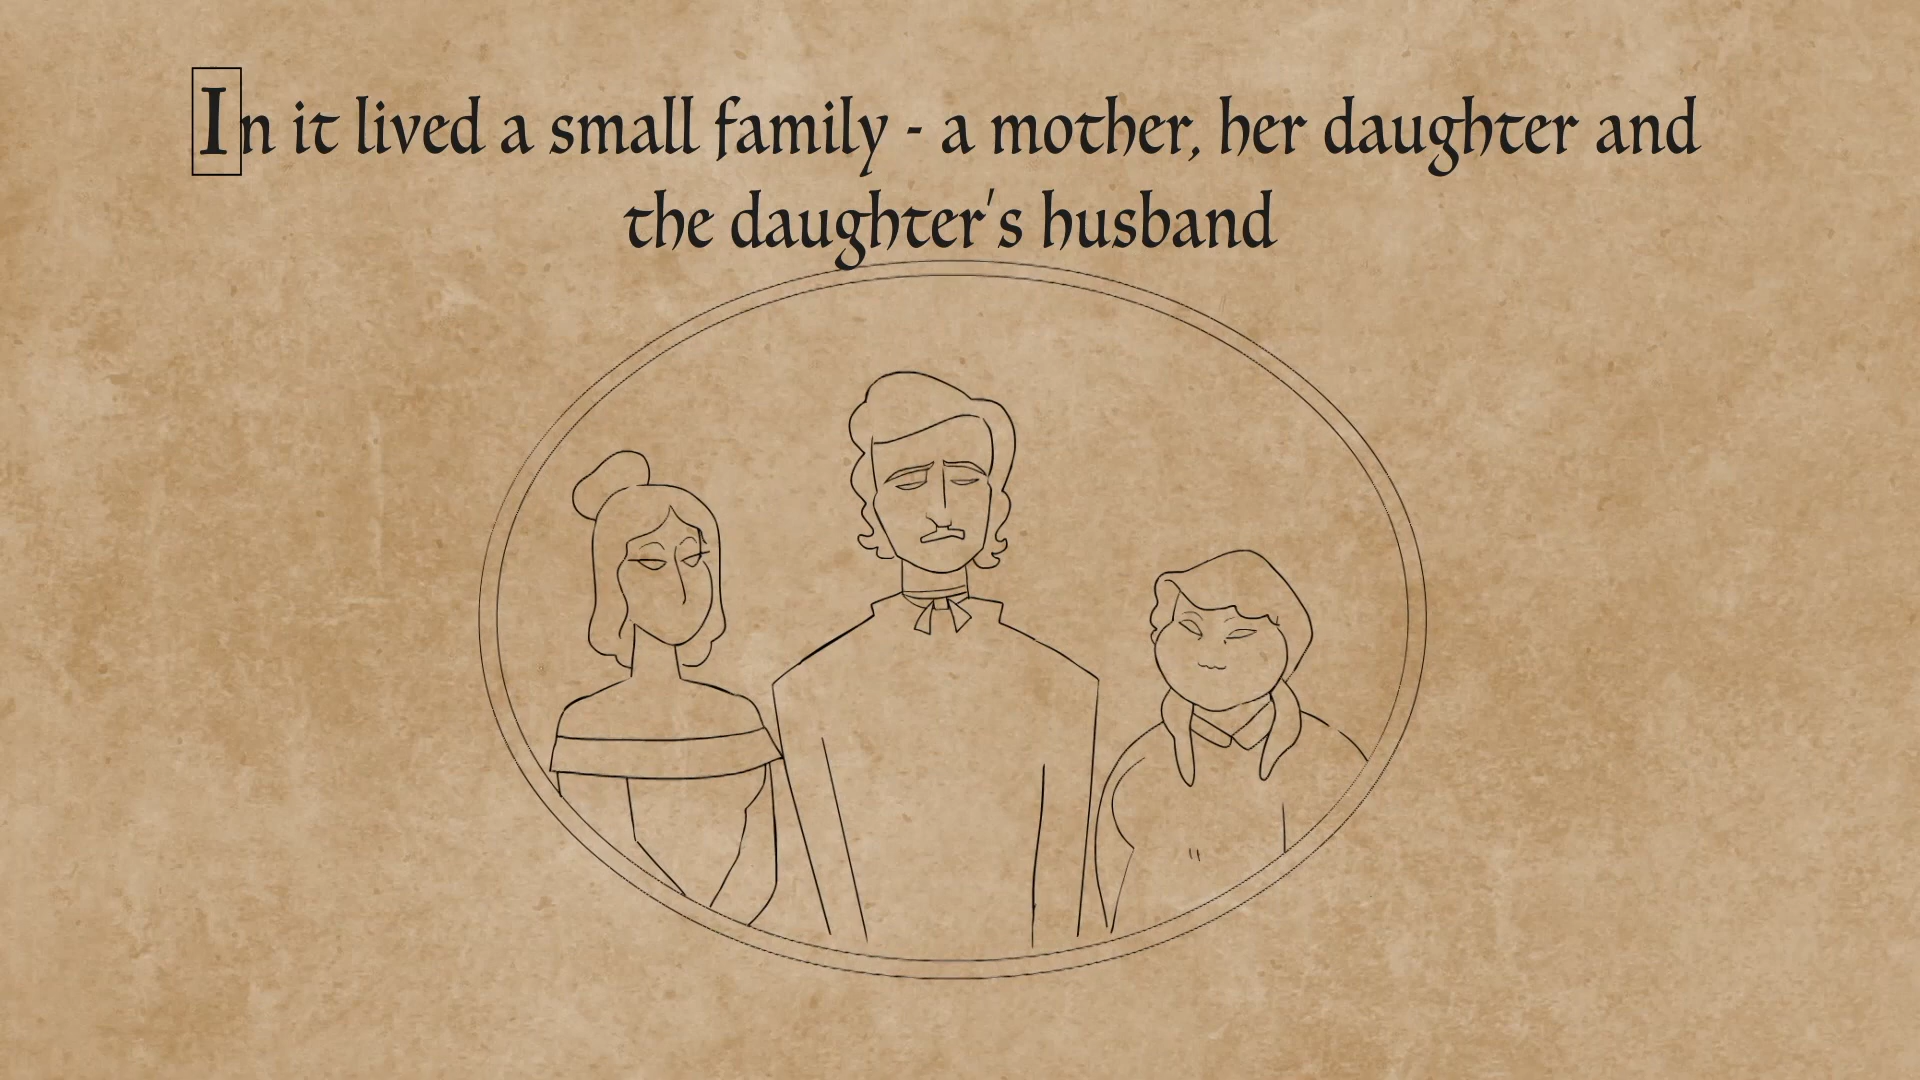 In it lived a small family - a mother, her daughter and
the daughter's husband